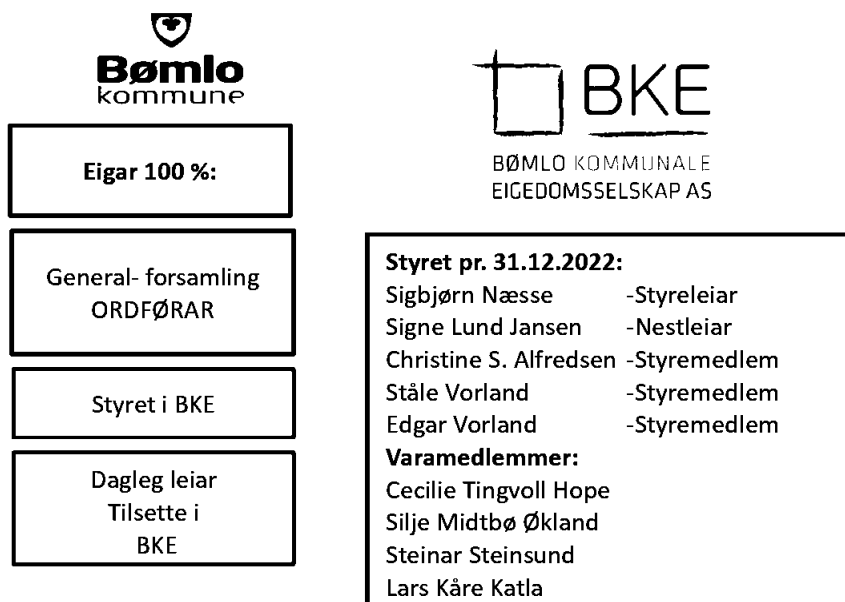 Bømlo
kommune
Eigar 100 %:
General- forsamling
ORDFØRAR
Styret i BKE
Dagleg leiar
Tilsette i
BKE
BKE
BØMLO KOMMUNALE
EIGEDOMSSELSKAP AS
Styret pr. 31.12.2022:
Sigbjørn Næsse -Styreleiar
Signe Lund Jansen -Nestleiar
Christine S. Alfredsen -Styremedlem
Ståle Vorland -Styremedlem
Edgar Vorland -Styremedlem
Varamedlemmer:
Cecilie Tingvoll Hope
Silje Midtbø Økland
Steinar Steinsund
Lars Kåre Katla